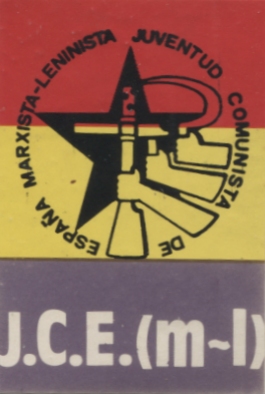 JUVENTUD COMUNISTA DE ESPAÑA MARXISTA-LENINISTA
J.C.E.(m-l)